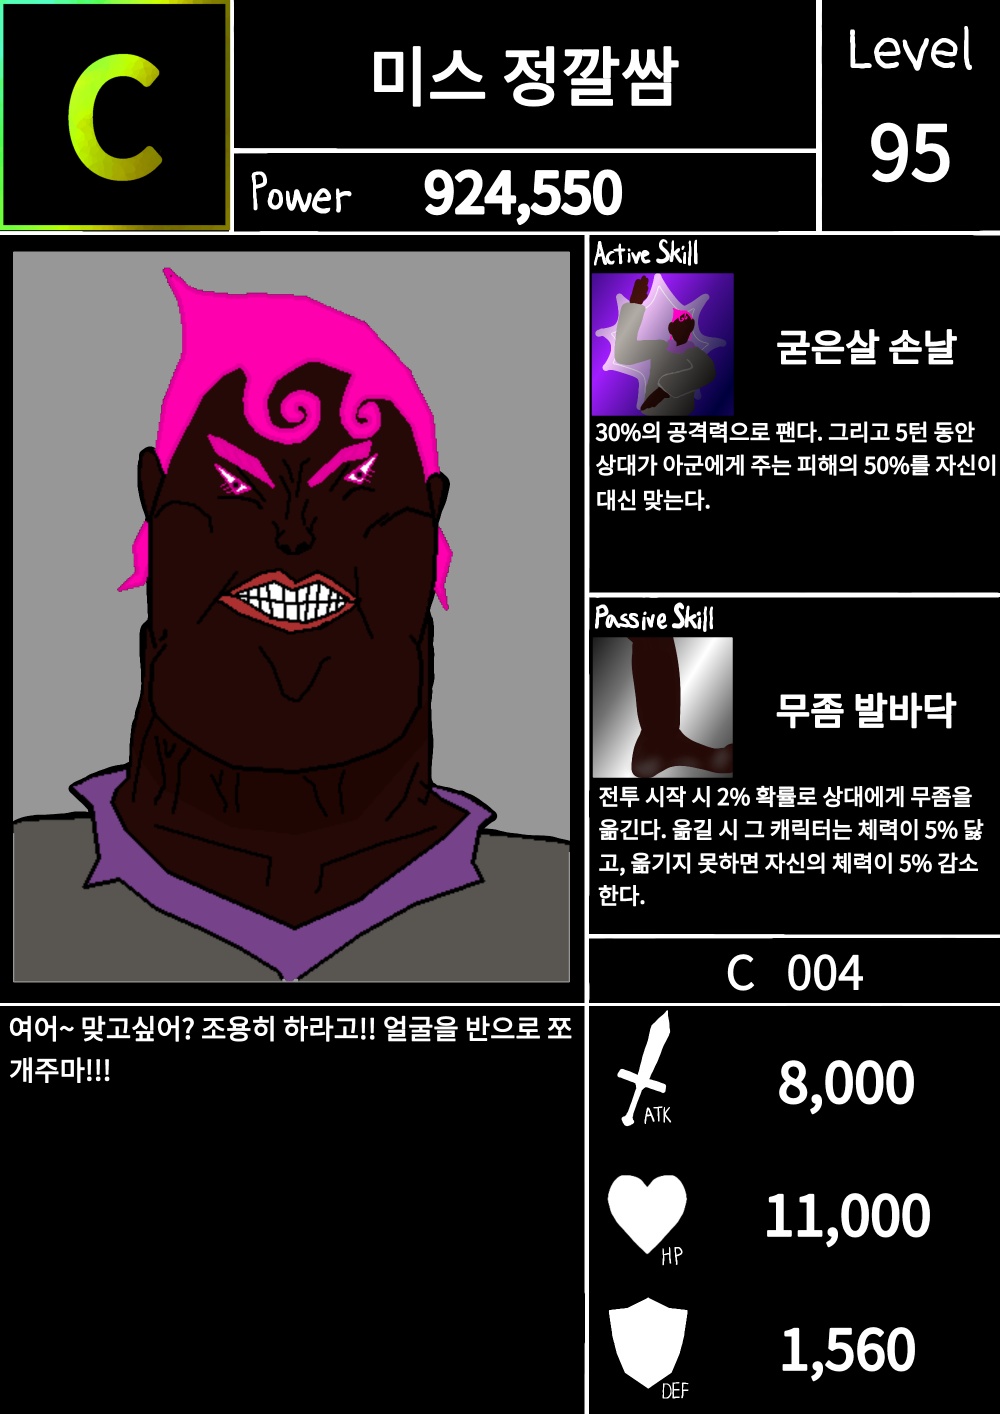 C
미스 정깔쌈
Level
95
Power 924,550
Active Skill
굳은살 손날
30%의 공격력으로 팬다. 그리고 5턴 동안
상대가 아군에게 주는 피해의 50%를 자신이
대신 맞는다.
Passive Skill
무좀 발바닥
전투 시작 시 2% 확률로 상대에게 무좀을
옮긴다. 옮길 시 그 캐릭터는 체력이 5% 닳
고, 옮기지 못하면 자신의 체력이 5% 감소
한다.
C 004
여어~ 맞고싶어? 조용히 하라고!! 얼굴을 반으로 쪼
개주마!!!
8,000
ATK
11,000
HP
1,560
DEF